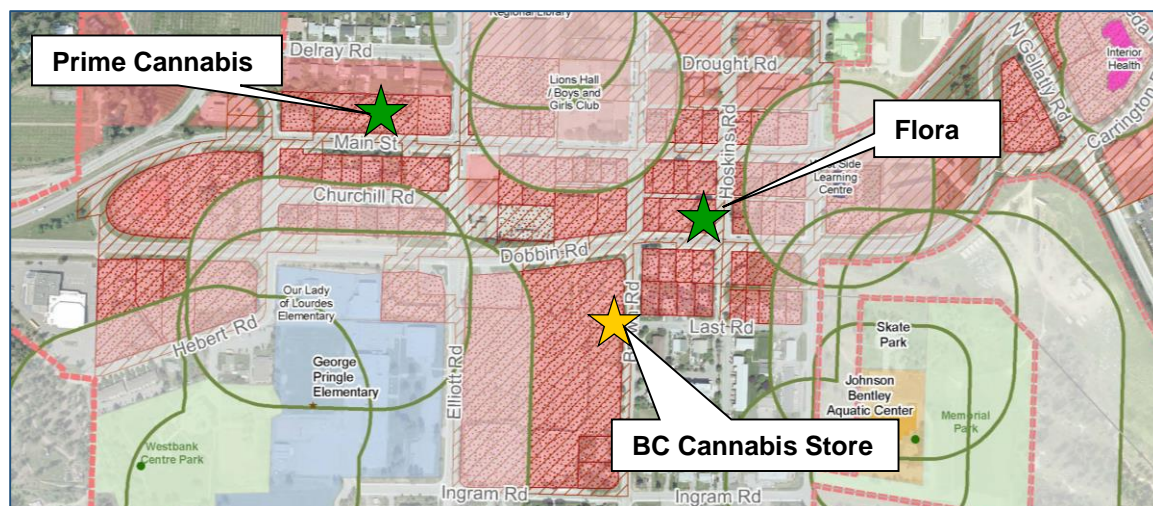 Regional Library
Delray Rd
Prime Cannabis
Drought Rd
N Gellatly Rd
Interior
Health
Carrington
Lions Hall
/ Boys and
Girls Club
Hoskins Rd
Flora
Main St
Side
Learning
Centre
Churchill Rd
Dobbin Rd
Our Lady
of Lourdes
Elementary
Hebert Rd
George
Pringle
Elementary
Elliott Rd
Rd
Last Rd
Skate
Park
Johnson
Bentley
Aquatic Center
Memorial
Park
BC Cannabis Store
Westbank
Centre Park
Ingram Rd
Ingram Rd